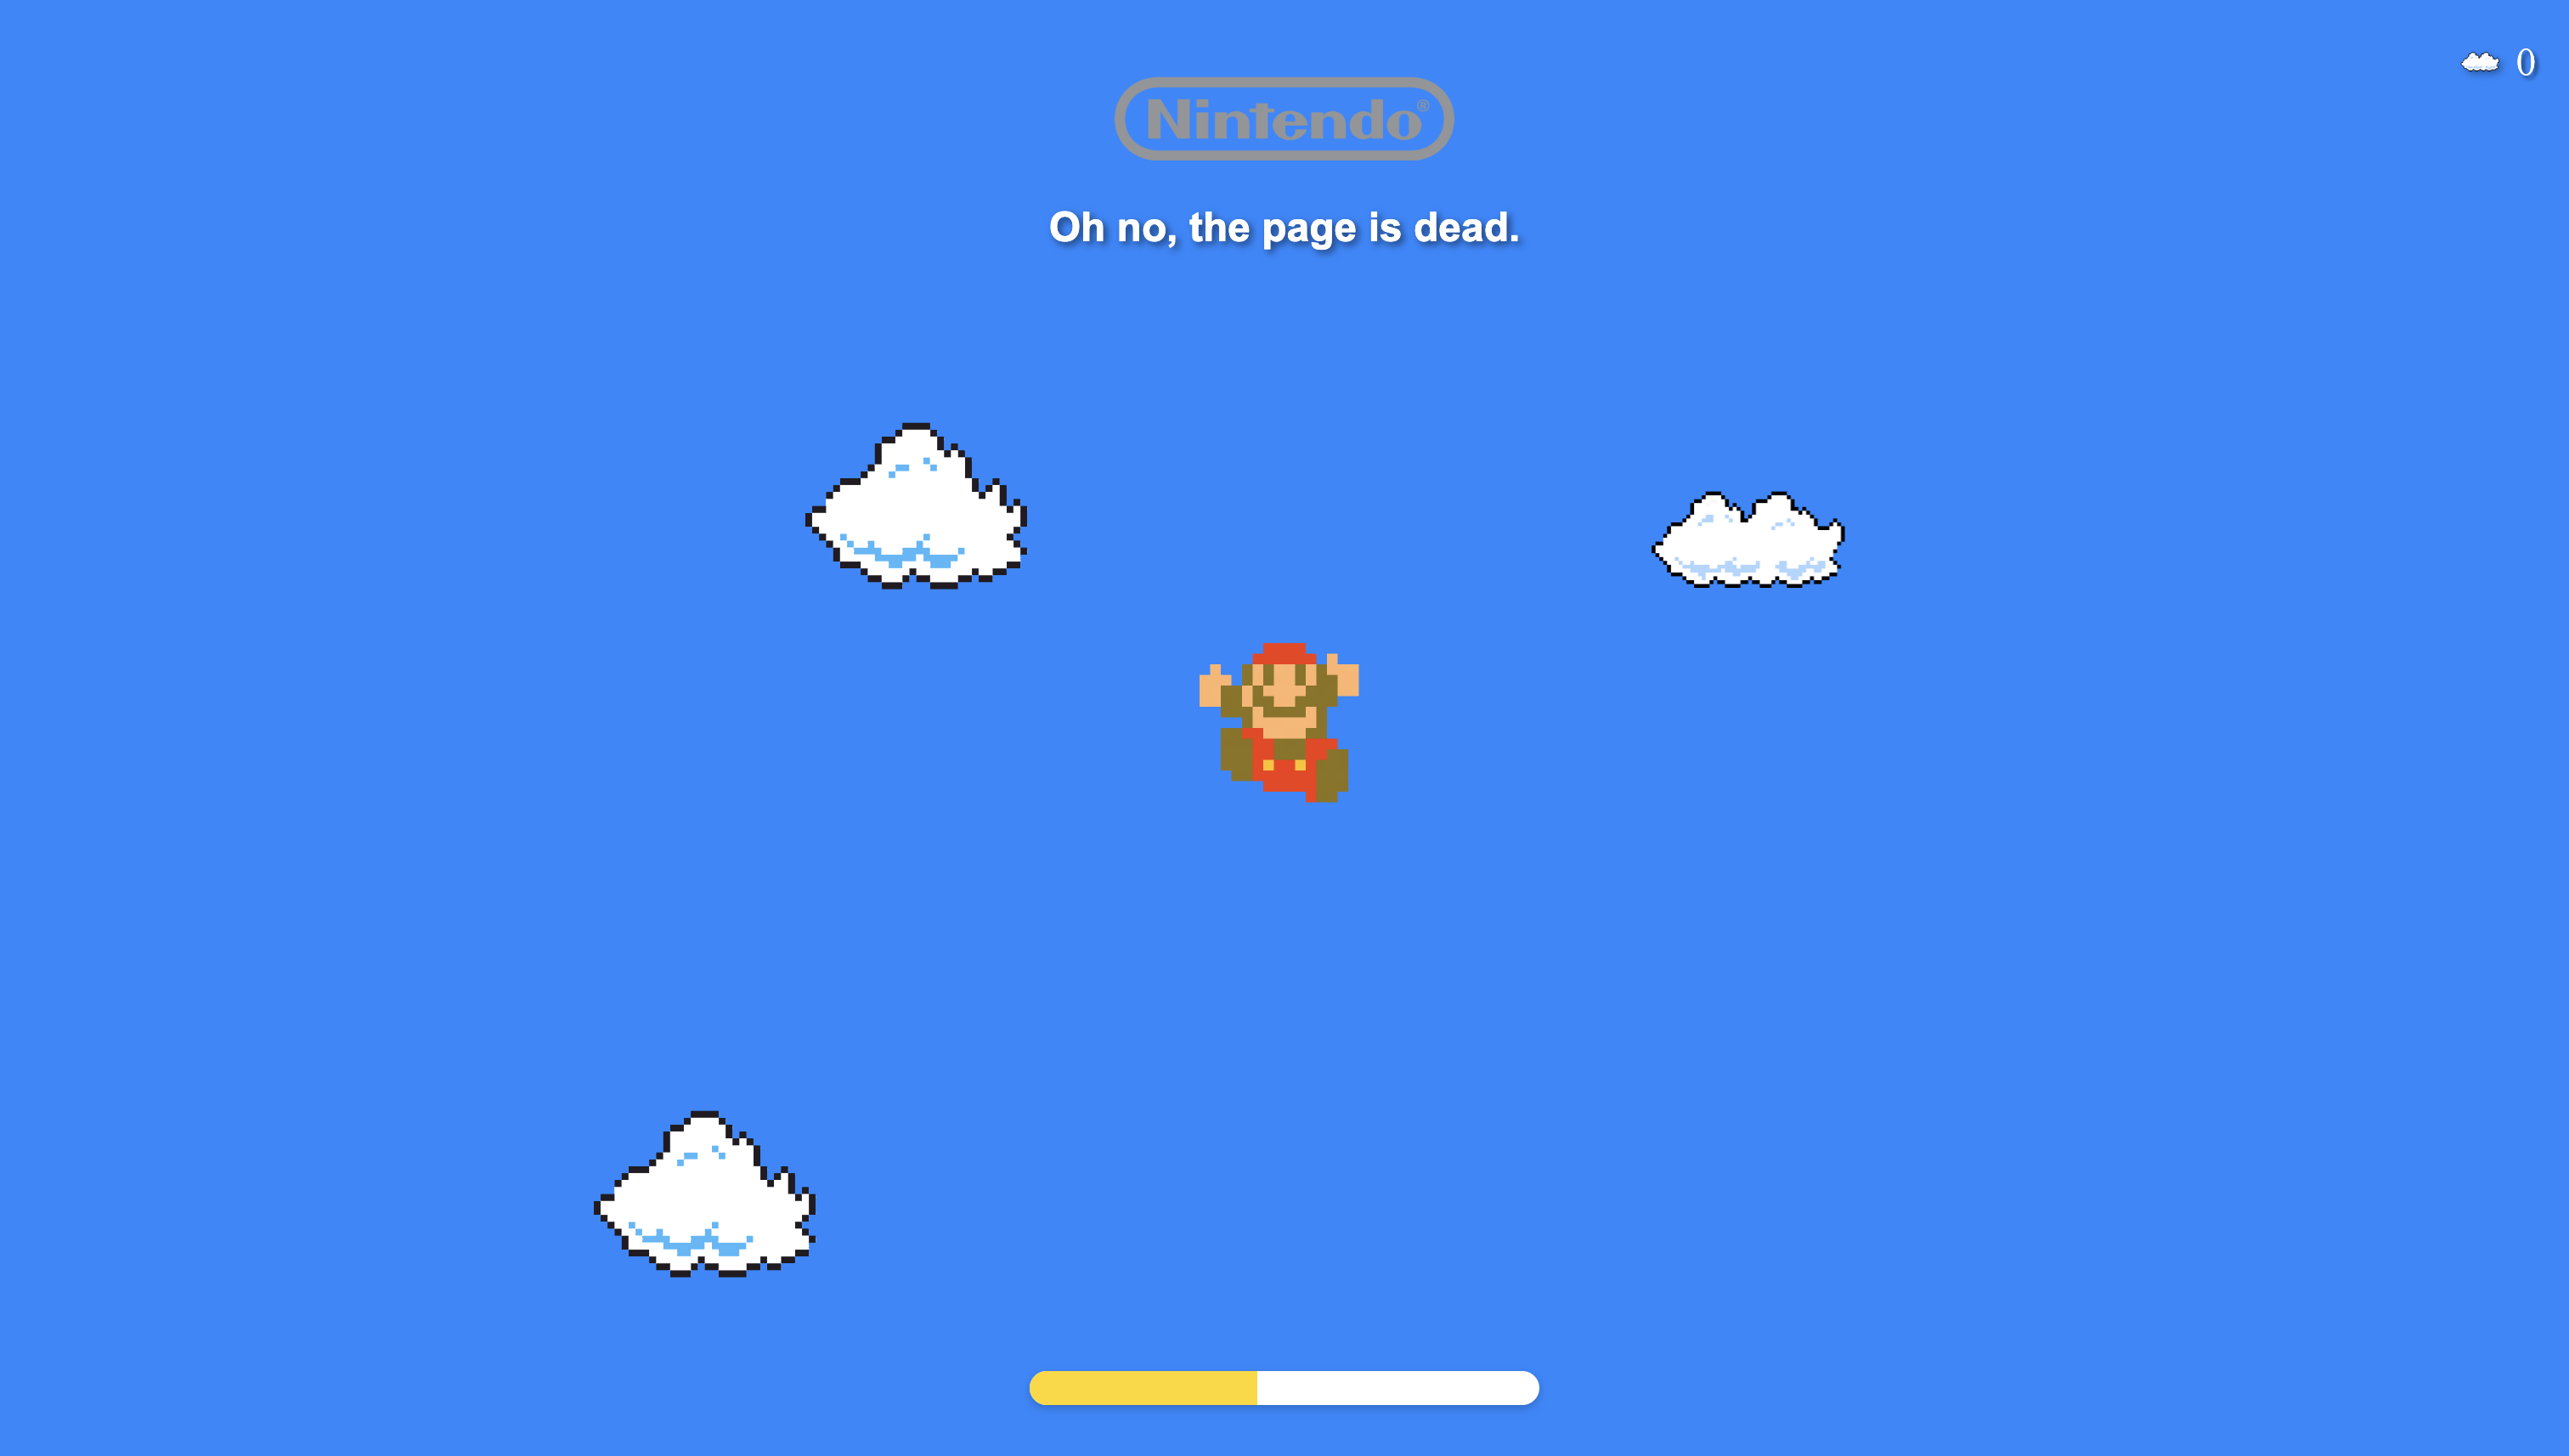 0
Nintendo®
Oh no, the page is dead.